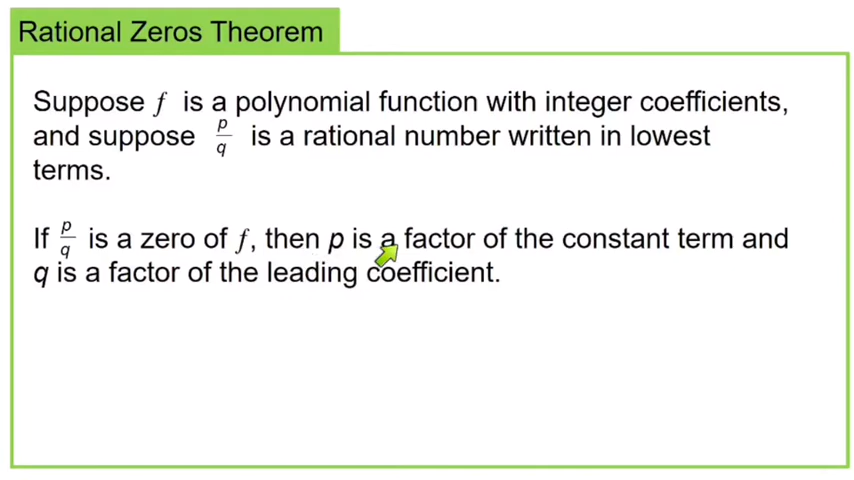 Rational Zeros Theorem
Suppose f is a polynomial function with integer coefficients,
and suppose p/q is a rational number written in lowest
terms.
If p/q is a zero of f, then p is a factor of the constant term and
q is a factor of the leading coefficient.